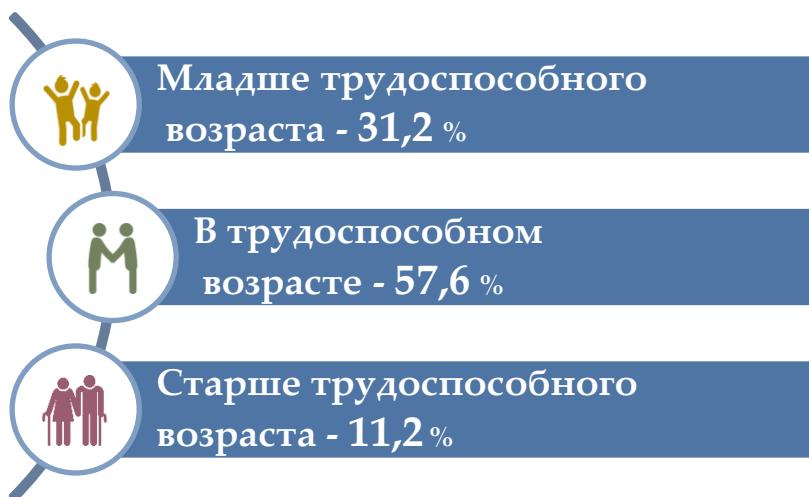 Младше трудоспособного
возраста - 31,2 %
В трудоспособном
возрасте - 57,6 %
Старше трудоспособного
возраста - 11,2 %